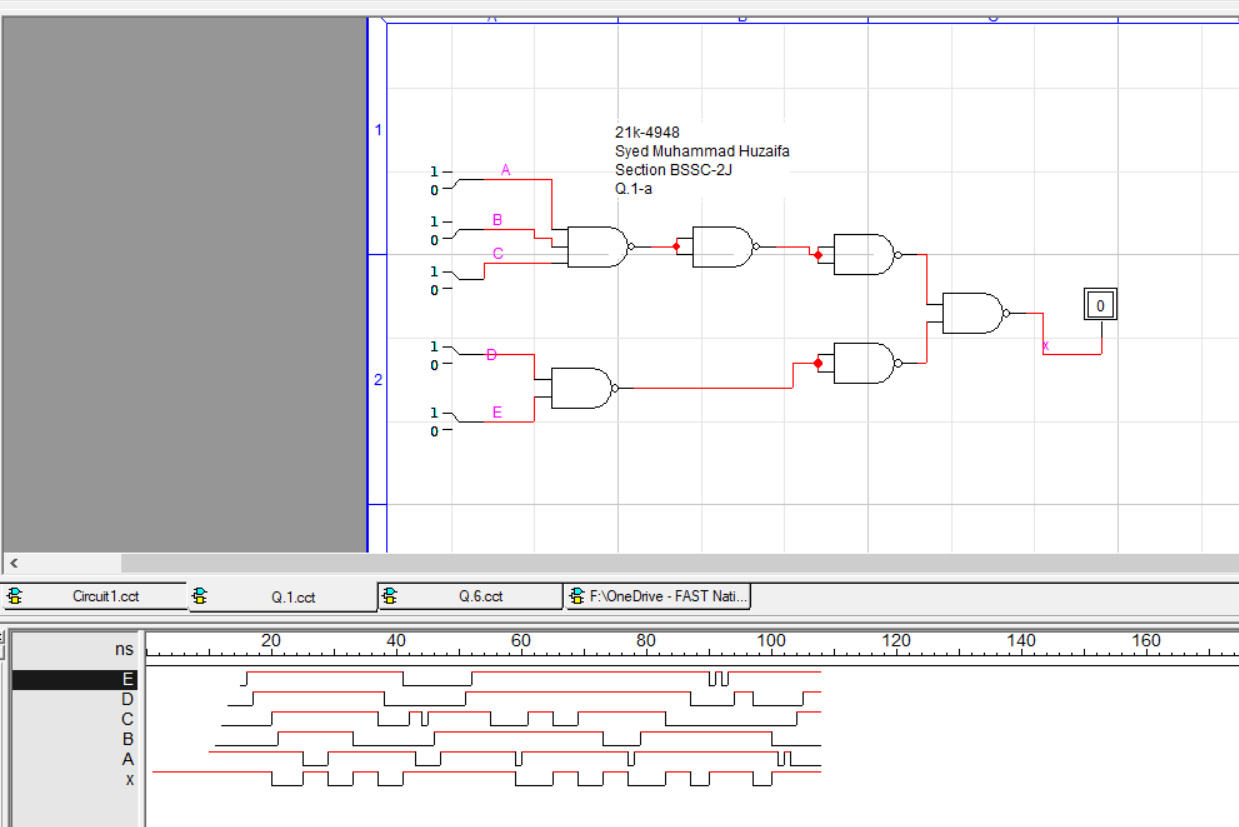 A
1
21k-4948
Syed Muhammad Huzaifa
Section BSSC-2J
Q.1-a
1 A
0
1 B
0
C
1
0
0
x
1 D
0
2
1 E
0
<
Circuit1.cct Q.1.cct Q.6.cct F:\OneDrive - FAST Nati...
ns 20 40 60 80 100 120 140 160
E
D
C
B
A
x